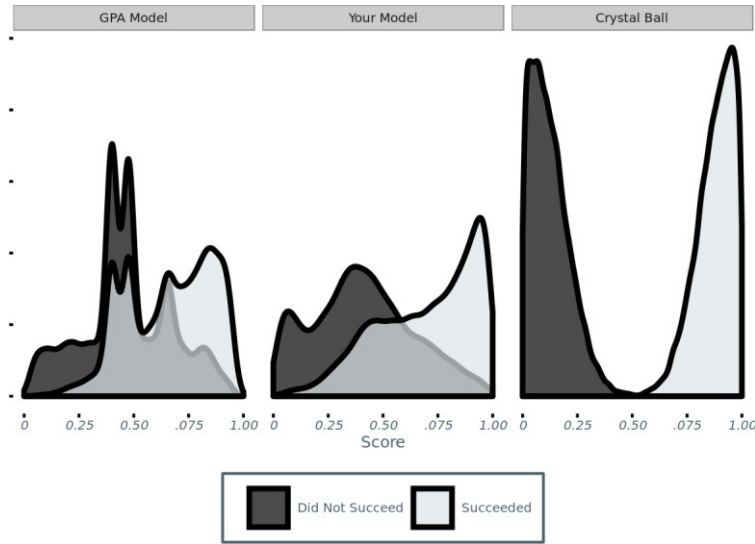 GPA Model Your Model Crystal Ball
0 0.25 0.50 .075 1.00 0 0.25 0.50 .075 1.00 0 0.25 0.50 .075 1.00
Score
Did Not Succeed Succeeded